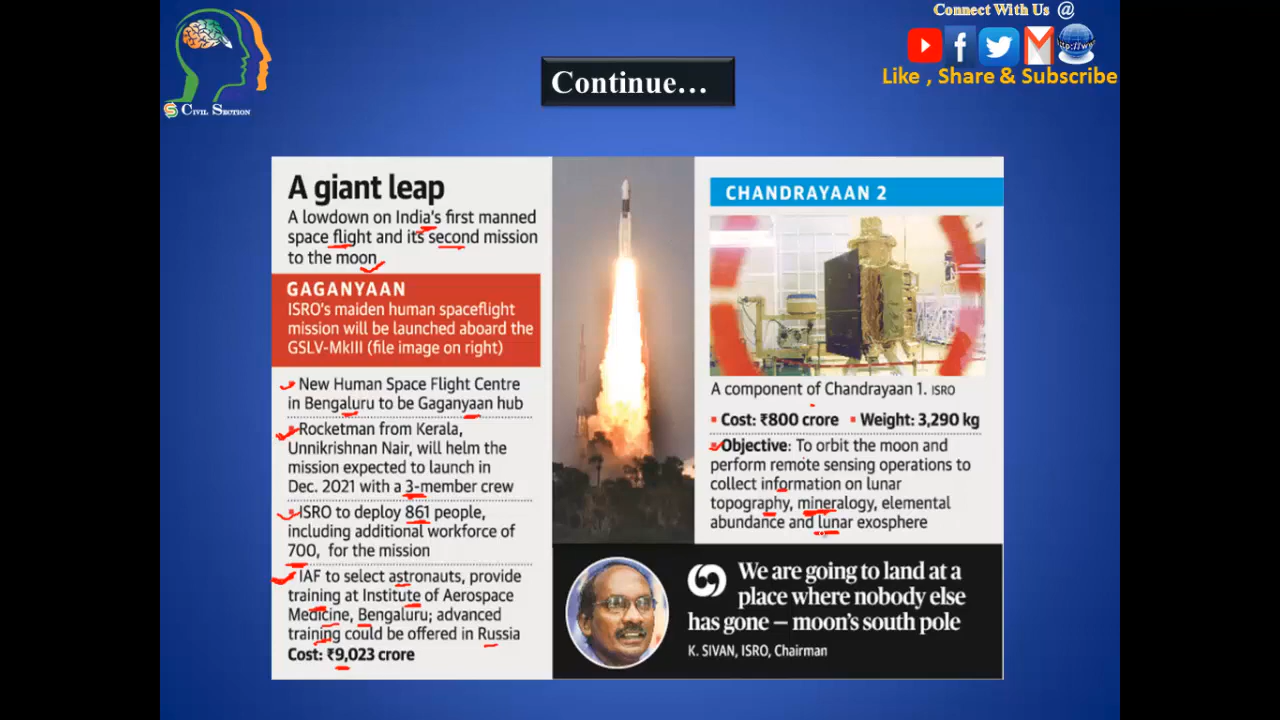 Connect With Us @
Like , Share & Subscribe
CIVIL SECTION
Continue…
A giant leap
A lowdown on India's first manned
space flight and its second mission
to the moon
GAGANYAAN
ISRO's maiden human spaceflight
mission will be launched aboard the
GSLV-MkIII (file image on right)
New Human Space Flight Centre
in Bengaluru to be Gaganyaan hub
Rocketman from Kerala,
Unnikrishnan Nair, will helm the
mission expected to launch in
Dec. 2021 with a 3-member crew
ISRO to deploy 861 people,
including additional workforce of
700, for the mission
IAF to select astronauts, provide
training at Institute of Aerospace
Medicine, Bengaluru; advanced
training could be offered in Russia
Cost: ₹9,023 crore
CHANDRAYAAN 2
A component of Chandrayaan 1. ISRO
Cost: ₹800 crore Weight: 3,290 kg
Objective: To orbit the moon and
perform remote sensing operations to
collect information on lunar
topography, mineralogy, elemental
abundance and lunar exosphere
We are going to land at a
place where nobody else
has gone – moon's south pole
K. SIVAN, ISRO, Chairman